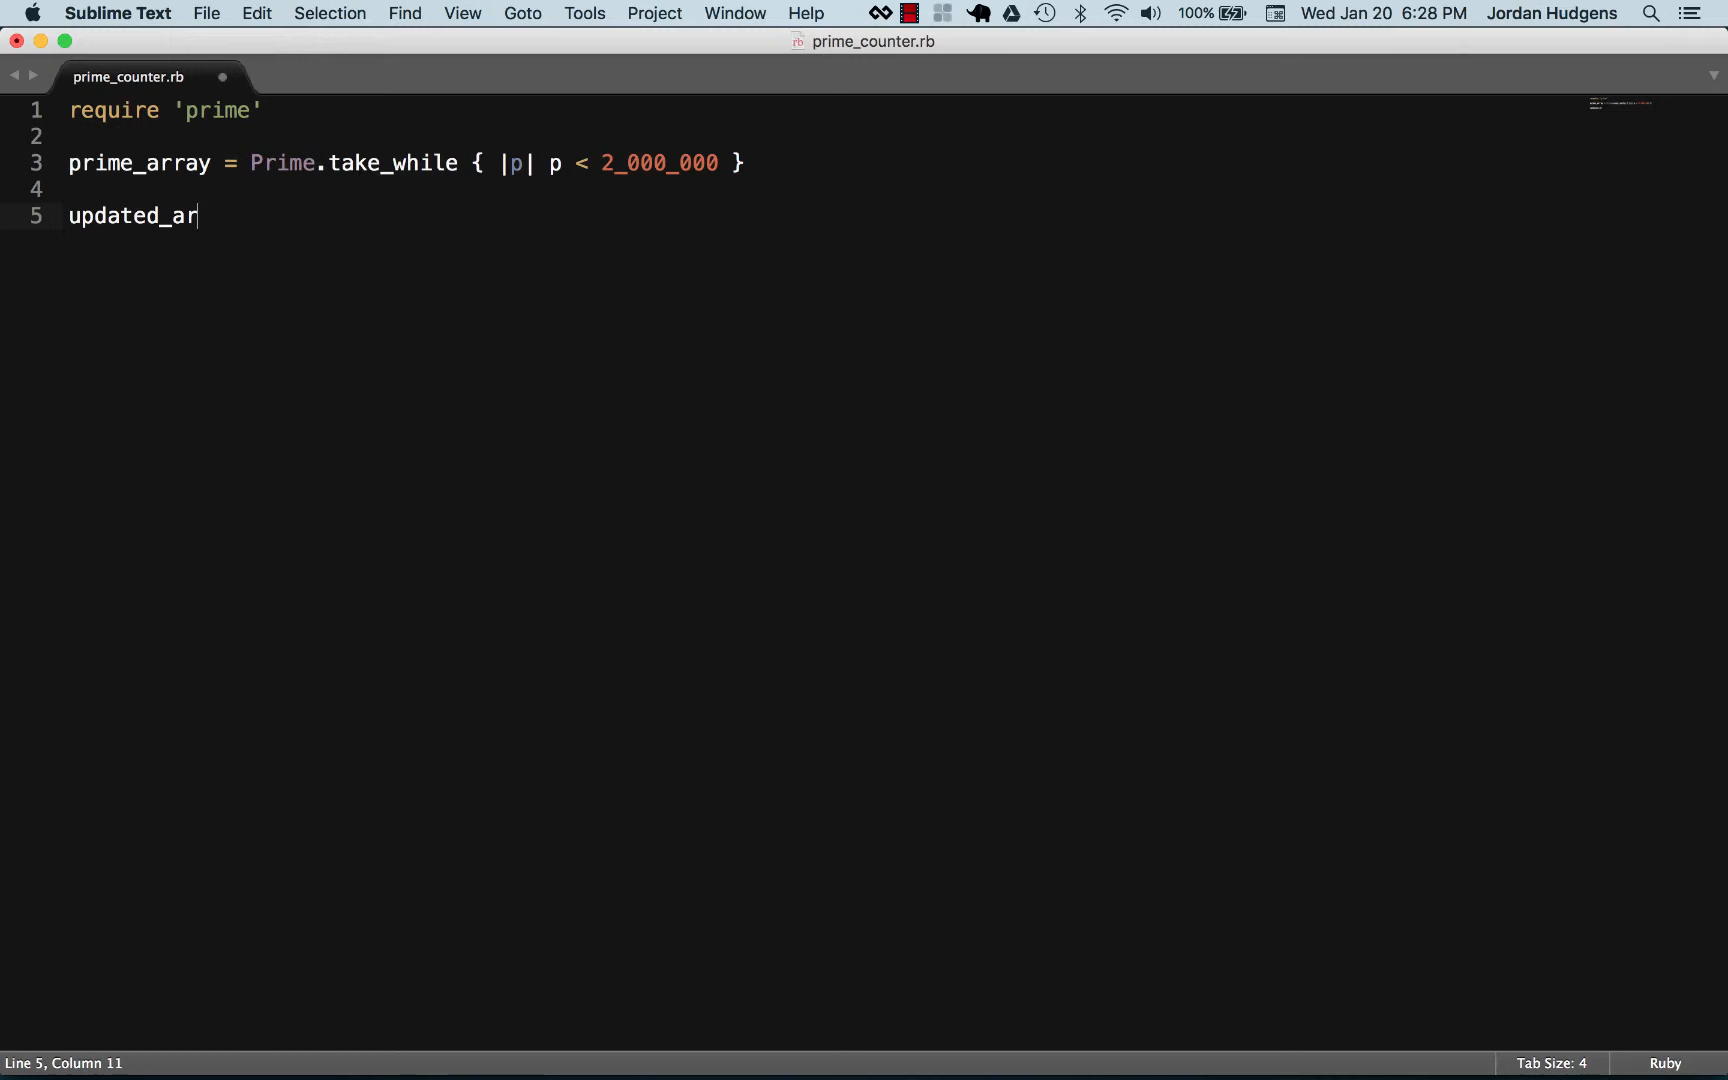 Sublime Text File Edit Selection Find View Goto Tools Project Window Help 100% Wed Jan 20 6:28 PM Jordan Hudgens
prime_counter.rb
prime_counter.rb
1 require 'prime'
2
3 prime_array = Prime.take_while { |p| p < 2_000_000 }
4
5 updated_ar
Line 5, Column 11 Tab Size: 4 Ruby